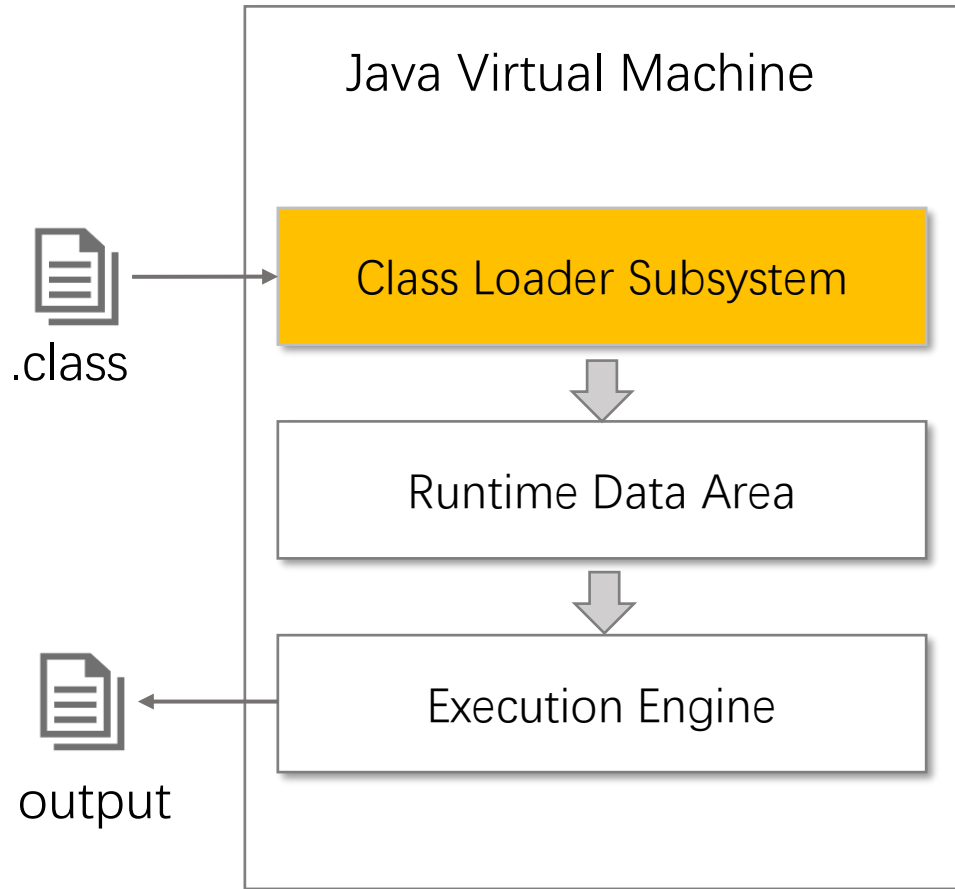 Java Virtual Machine
Class Loader Subsystem
.class
Runtime Data Area
Execution Engine
output